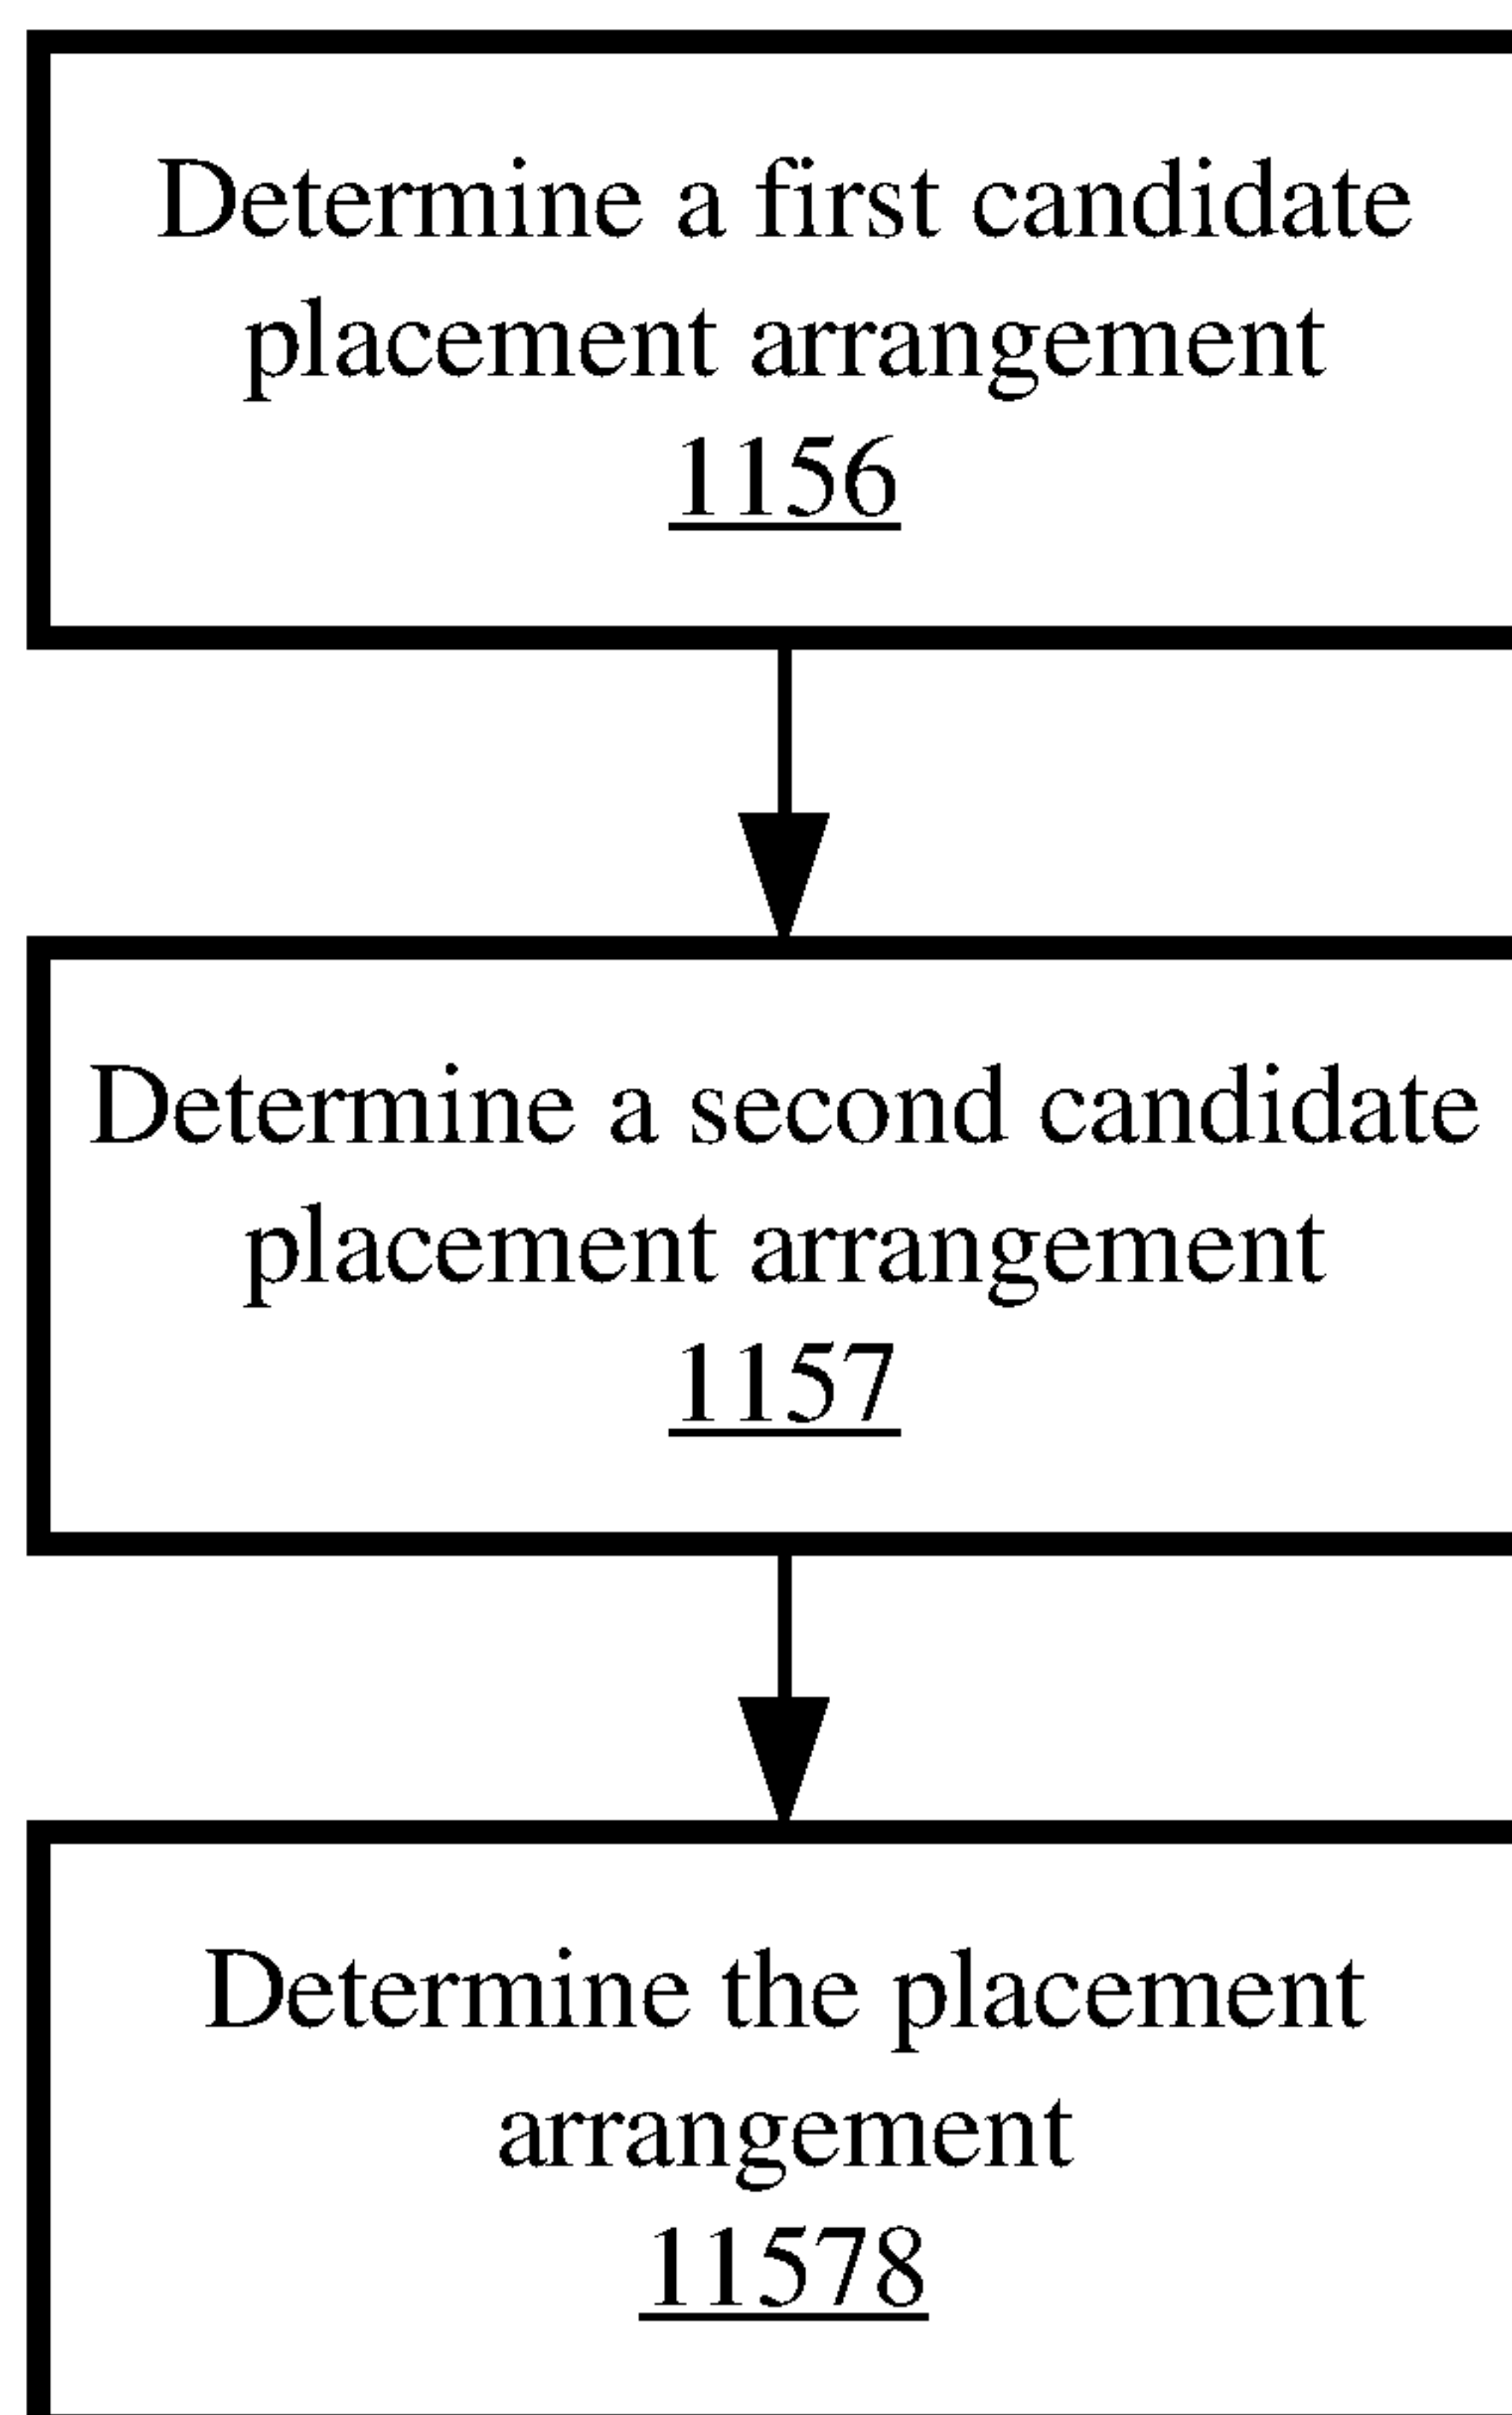 Determine a first candidate
placement arrangement
1156
Determine a second candidate
placement arrangement
1157
Determine the placement
arrangement
11578